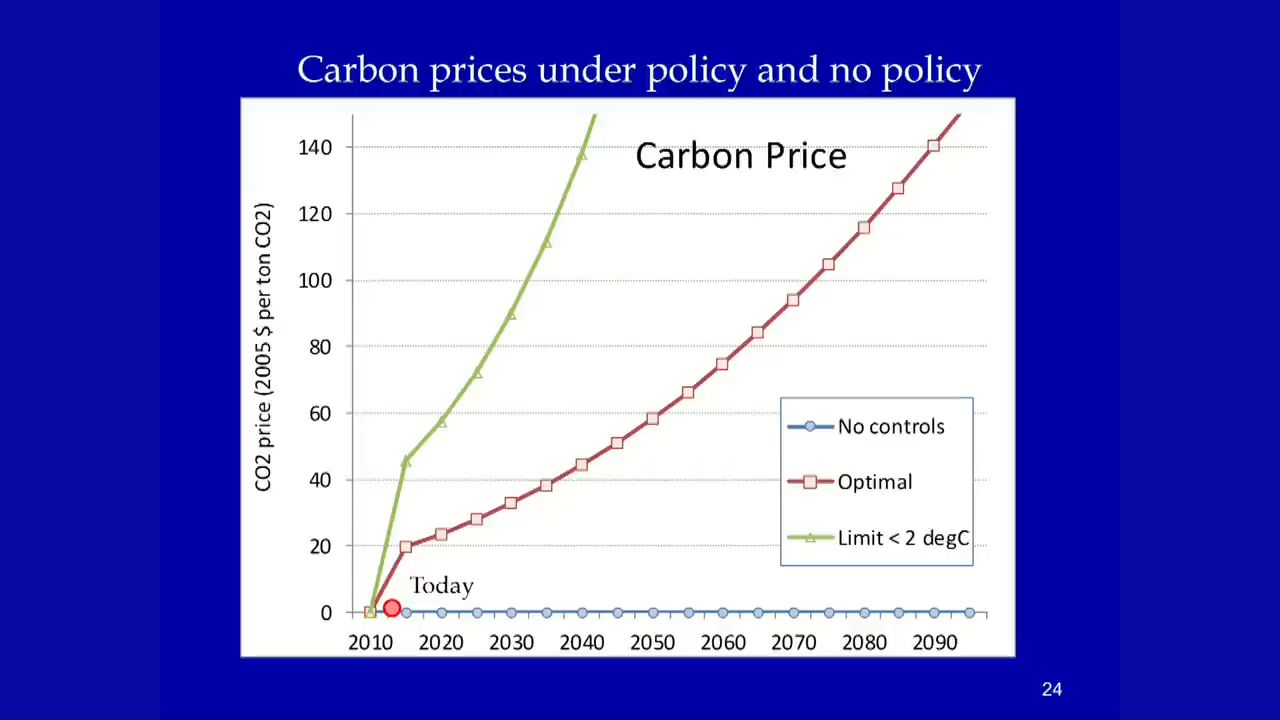 Carbon prices under policy and no policy
Carbon Price
CO2 price (2005 $ per ton CO2)
140
120
100
80
60
40
20
0
No controls
Optimal
Limit < 2 degC
Today
2010 2020 2030 2040 2050 2060 2070 2080 2090
24